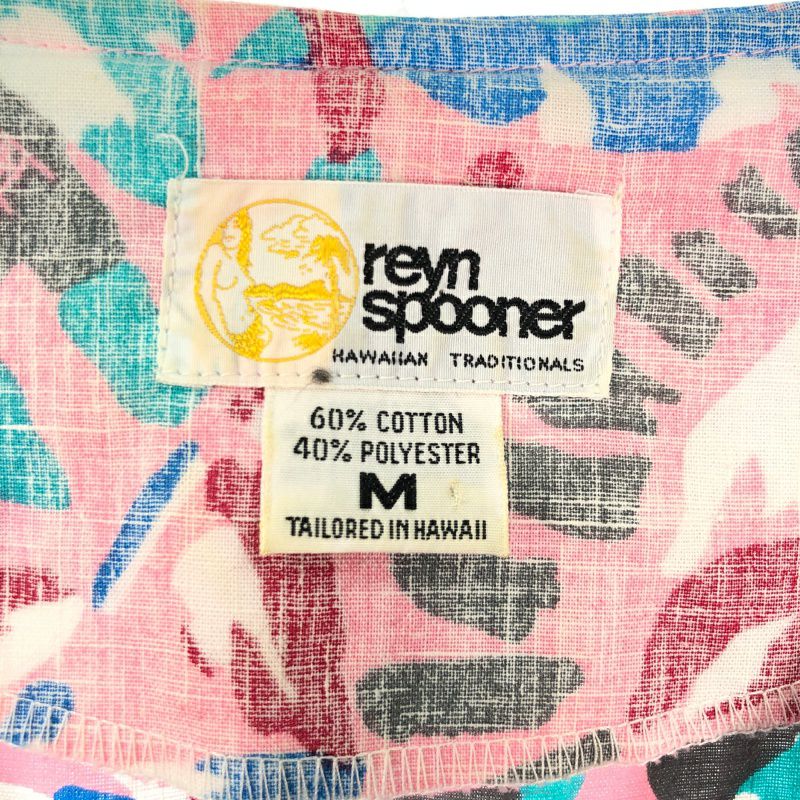 reyn
spooner
HAWAIIAN TRADITIONALS
60% COTTON
40% POLYESTER
M
TAILORED IN HAWAII